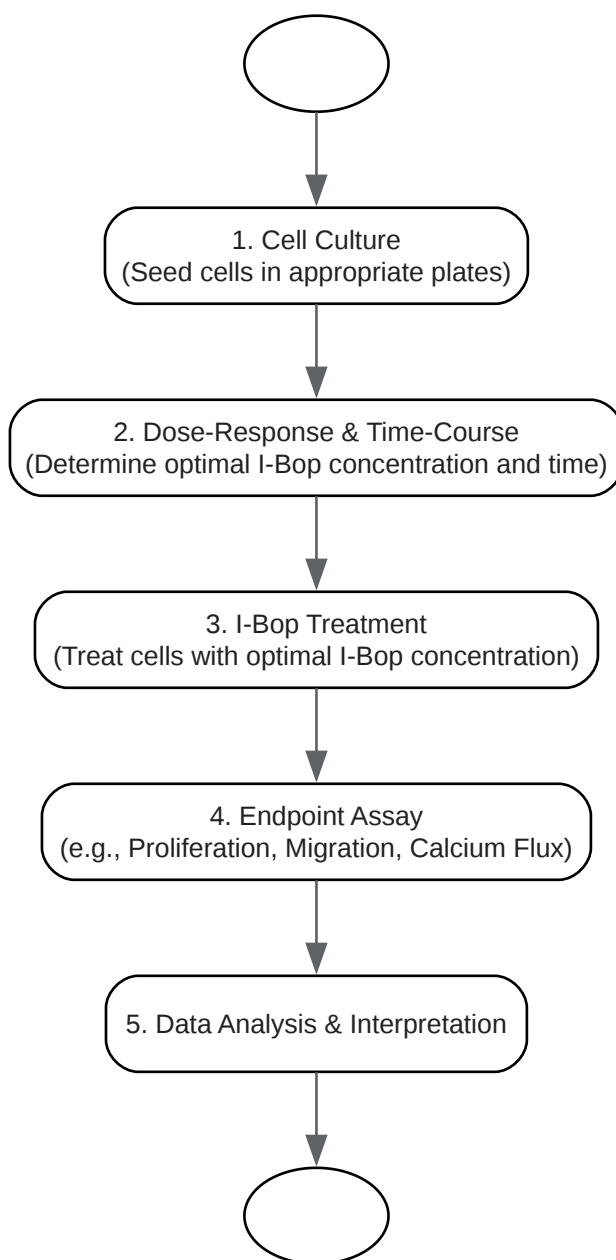 1. Cell Culture
(Seed cells in appropriate plates)
2. Dose-Response & Time-Course
(Determine optimal I-Bop concentration and time)
3. I-Bop Treatment
(Treat cells with optimal I-Bop concentration)
4. Endpoint Assay
(e.g., Proliferation, Migration, Calcium Flux)
5. Data Analysis & Interpretation